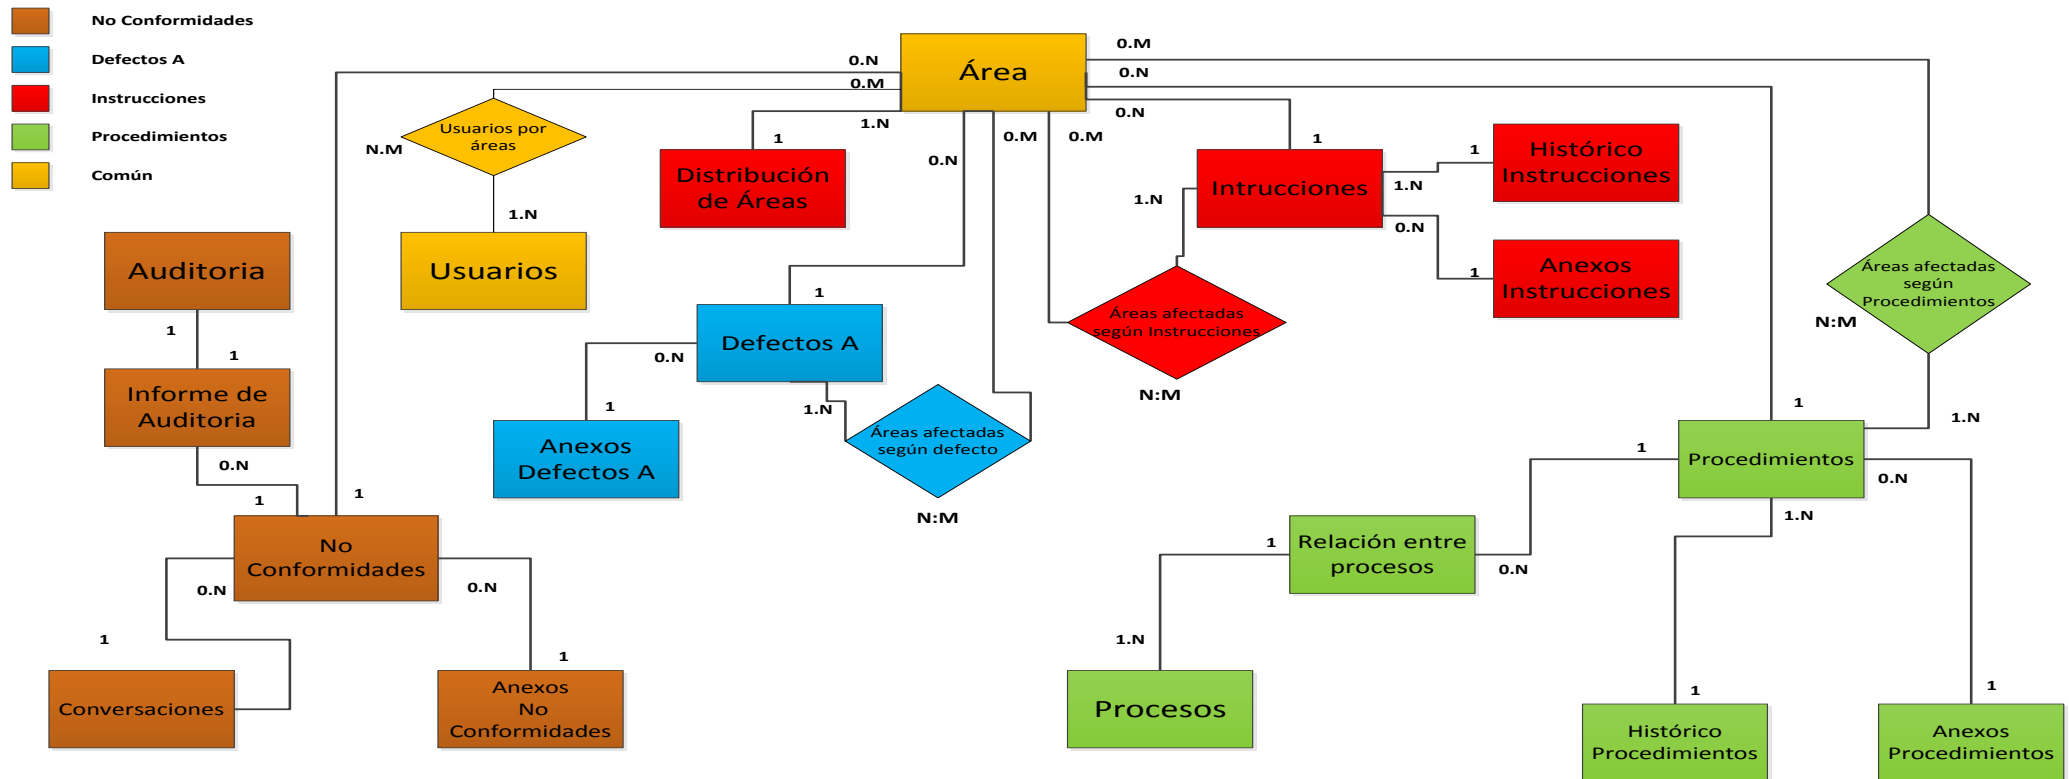 No Conformidades
Defectos A
Instrucciones
Procedimientos
Común
Área
0.N
0.M
1.N
0.N
0.M
0.M
0.M
0.N
0.N
Usuarios por
áreas
N.M
1.N
Usuarios
1
Distribución
de Áreas
1
Intrucciones
1.N
1.N
0.N
1
Histórico
Instrucciones
1
Anexos
Instrucciones
Áreas afectadas
según Instrucciones
N:M
Áreas afectadas
según
Procedimientos
N:M
1.N
Auditoria
1
1
Informe de
Auditoria
0.N
1
1
No
Conformidades
0.N
0.N
1
Conversaciones
1
Anexos
No
Conformidades
1
Defectos A
0.N
1
Anexos
Defectos A
1.N
Áreas afectadas
según defecto
N:M
1
Procedimientos
1
0.N
1.N
Relación entre
procesos
1
0.N
1.N
Procesos
1
Histórico
Procedimientos
1
Anexos
Procedimientos